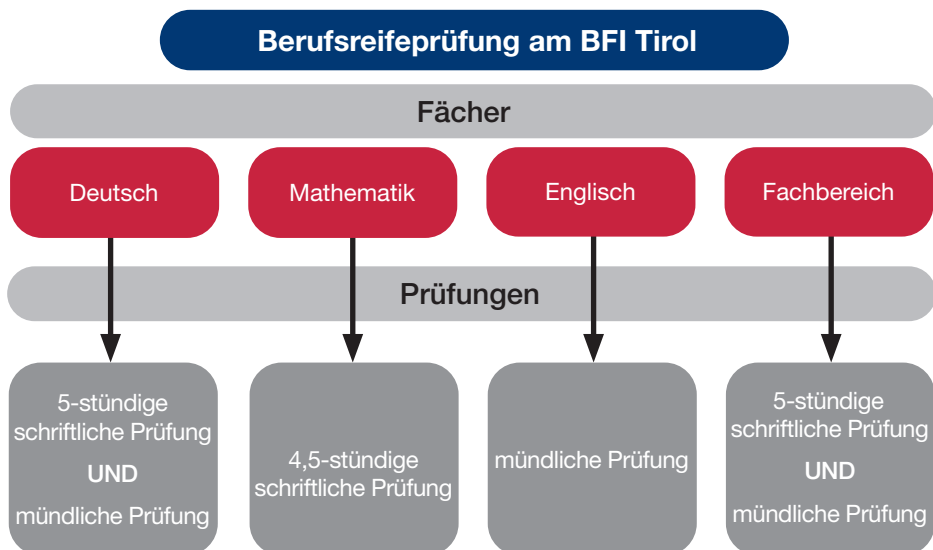 Berufsreifeprüfung am BFI Tirol
Fächer
Deutsch
Mathematik
Englisch
Fachbereich
Prüfungen
5-stündige
schriftliche Prüfung
UND
mündliche Prüfung
4,5-stündige
schriftliche Prüfung
mündliche Prüfung
5-stündige
schriftliche Prüfung
UND
mündliche Prüfung